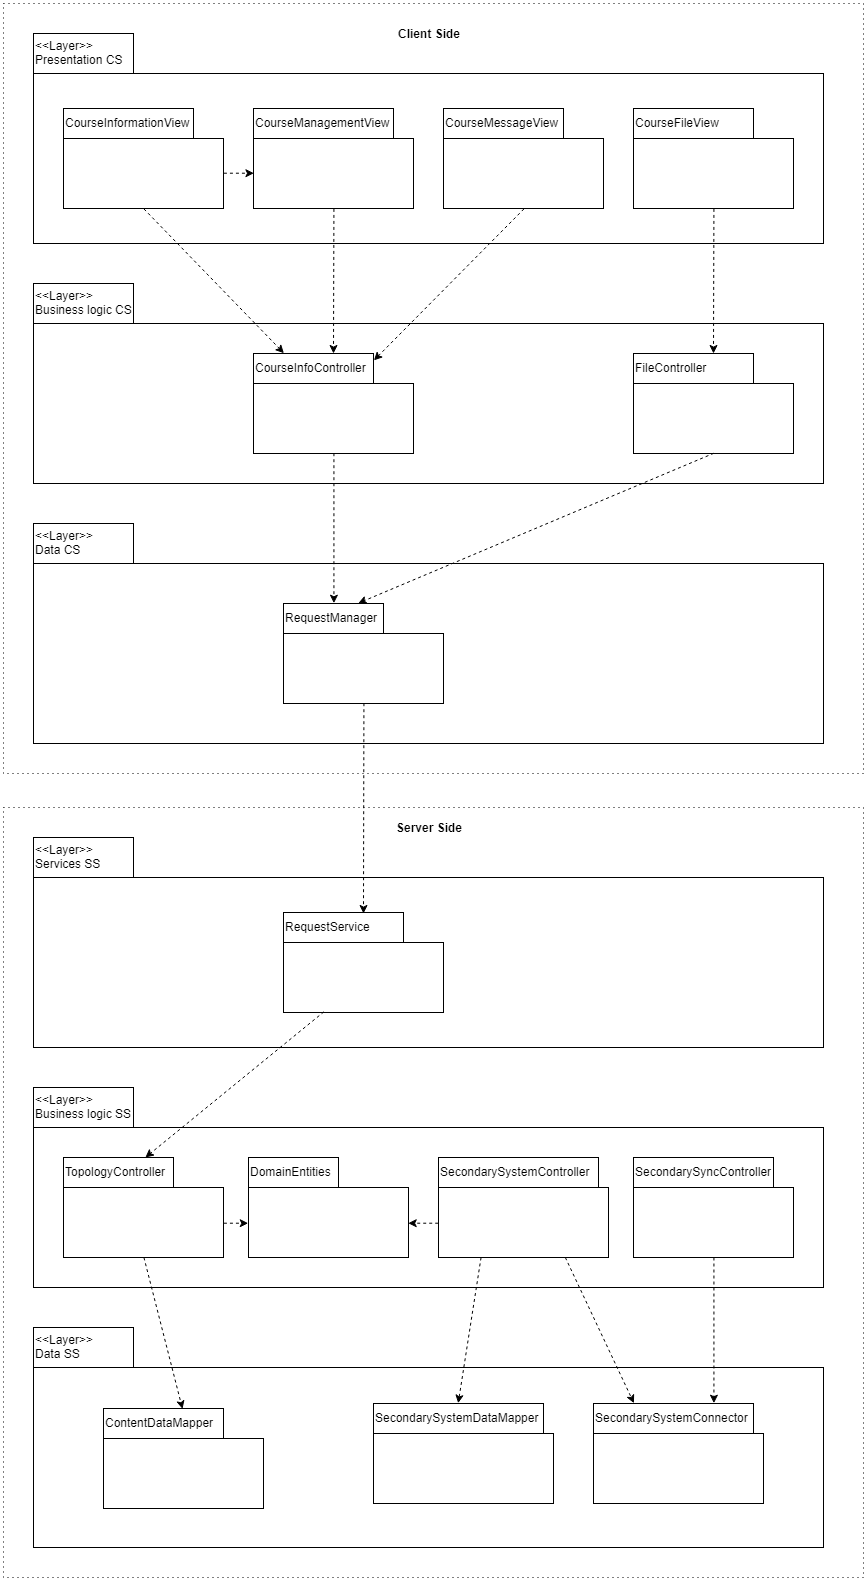 Client Side
<<Layer>>
Presentation CS
CourseInformationView
CourseManagementView
CourseMessageView
CourseFileView
<<Layer>>
Business logic CS
CourseInfoController
FileController
<<Layer>>
Data CS
RequestManager
Server Side
<<Layer>>
Services SS
RequestService
<<Layer>>
Business logic SS
TopologyController
DomainEntities
SecondarySystemController
SecondarySyncController
<<Layer>>
Data SS
ContentDataMapper
SecondarySystemDataMapper
SecondarySystemConnector